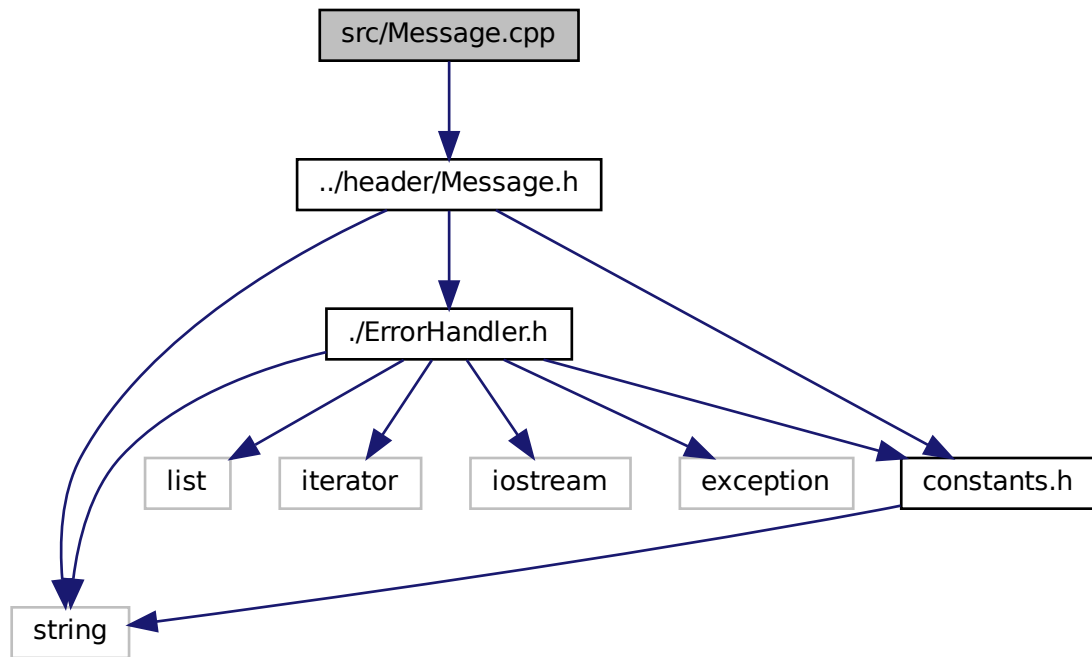 src/Message.cpp
../header/Message.h
./ErrorHandler.h
list
iterator
iostream
exception
constants.h
string